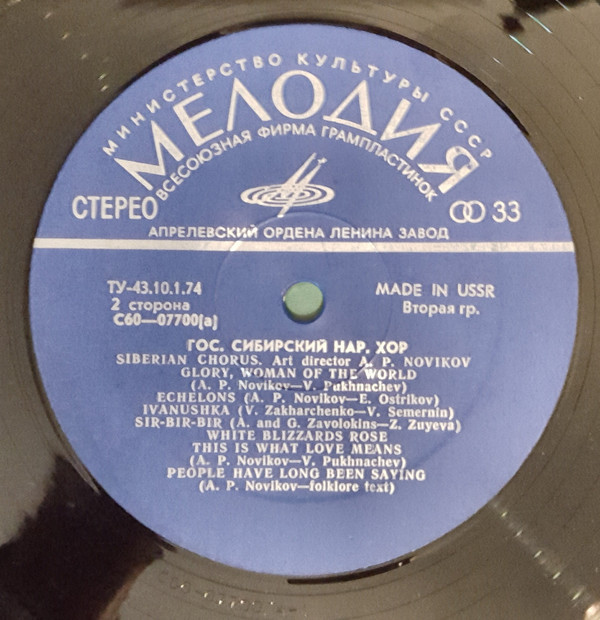 МИНИСТЕРСТВО КУЛЬТУРЫ СССР
МЕЛОДИЯ
ВСЕСОЮЗНАЯ ФИРМА ГРАМПЛАСТИНОК
СТЕРЕО
33
АПРЕЛЕВСКИЙ ОРДЕНА ЛЕНИНА ЗАВОД
ТУ-43.10.1.74
MADE IN USSR
2 сторона
Вторая гр.
С60—07700(а)
ГОС. СИБИРСКИЙ НАР. ХОР
SIBERIAN CHORUS. Art director A. P. NOVIKOV
GLORY, WOMAN OF THE WORLD
(A. P. Novikov—V. Pukhnachev)
ECHELONS (A. P. Novikov—E. Ostrikov)
IVANUSHKA (V. Zakharchenko—V. Semernin)
SIR-BIR-BIR (A. and G. Zavolokins—Z. Zuyeva)
WHITE BLIZZARDS ROSE
THIS IS WHAT LOVE MEANS
(A. P. Novikov—V. Pukhnachev)
PEOPLE HAVE LONG BEEN SAYING
(A. P. Novikov—folklore text)